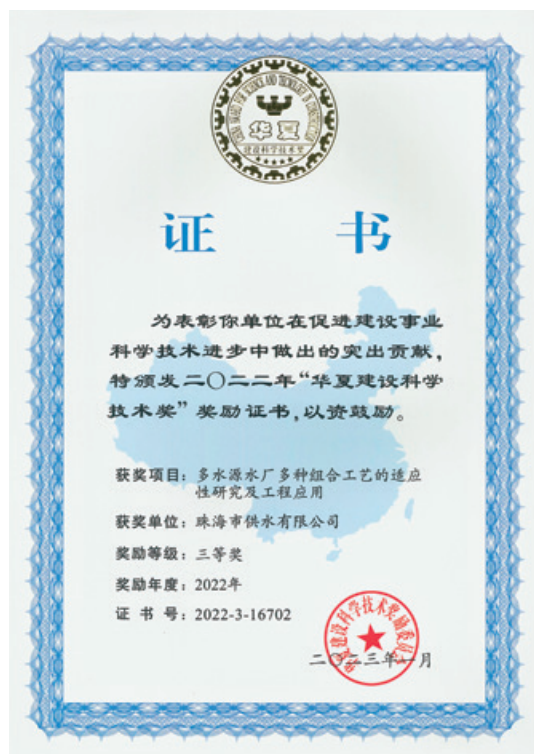 华夏
建设科学技术奖
证 书
为表彰你单位在促进建设事业
科学技术进步中做出的突出贡献,
特颁发二〇二二年“华夏建设科学
技术奖”奖励证书,以资鼓励。
获奖项目:多水源水厂多种组合工艺的适应
性研究及工程应用
获奖单位:珠海市供水有限公司
奖励等级:三等奖
奖励年度:2022年
证 书 号:2022-3-16702
二〇二三年一月